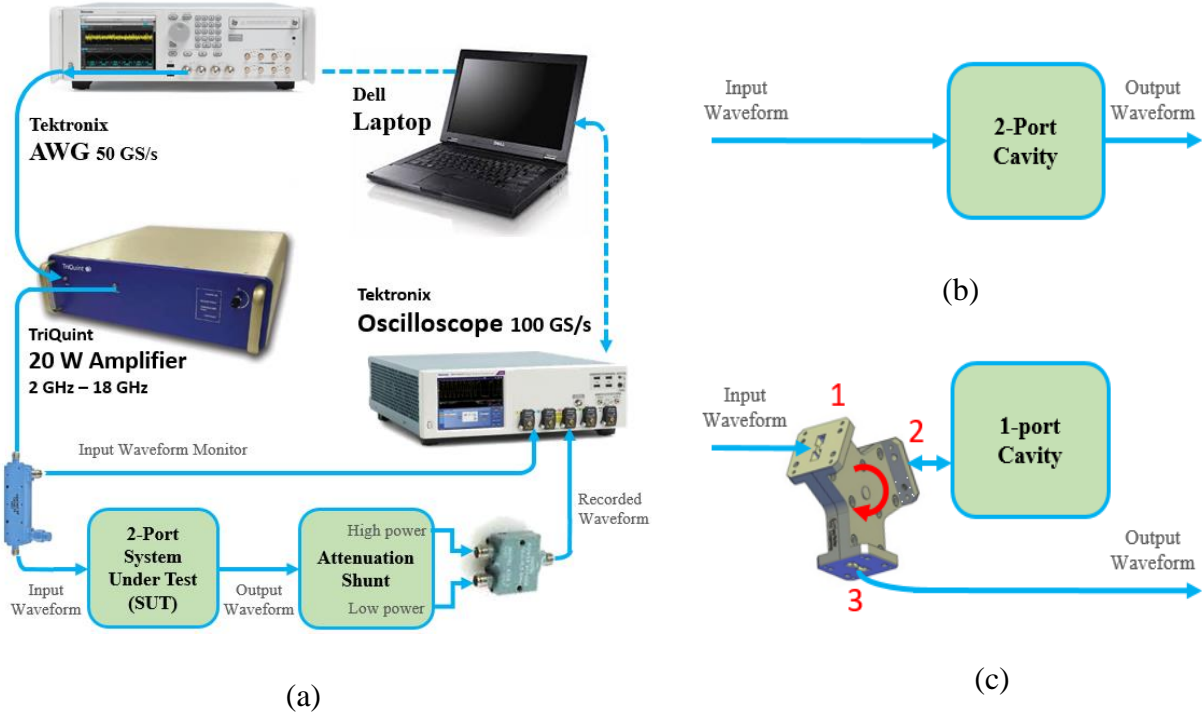 Tektronix
AWG 50 GS/s
Dell
Laptop
TriQuint
TriQuint
20 W Amplifier
2 GHz – 18 GHz
Tektronix
Oscilloscope 100 GS/s
Input Waveform Monitor
Recorded
Waveform
2-Port
System
Under Test
(SUT)
Attenuation
Shunt
High power
Low power
Input
Waveform
Output
Waveform
(a)
Input
Waveform
2-Port
Cavity
Output
Waveform
(b)
Input
Waveform
1
2
1-port
Cavity
3
Output
Waveform
(c)